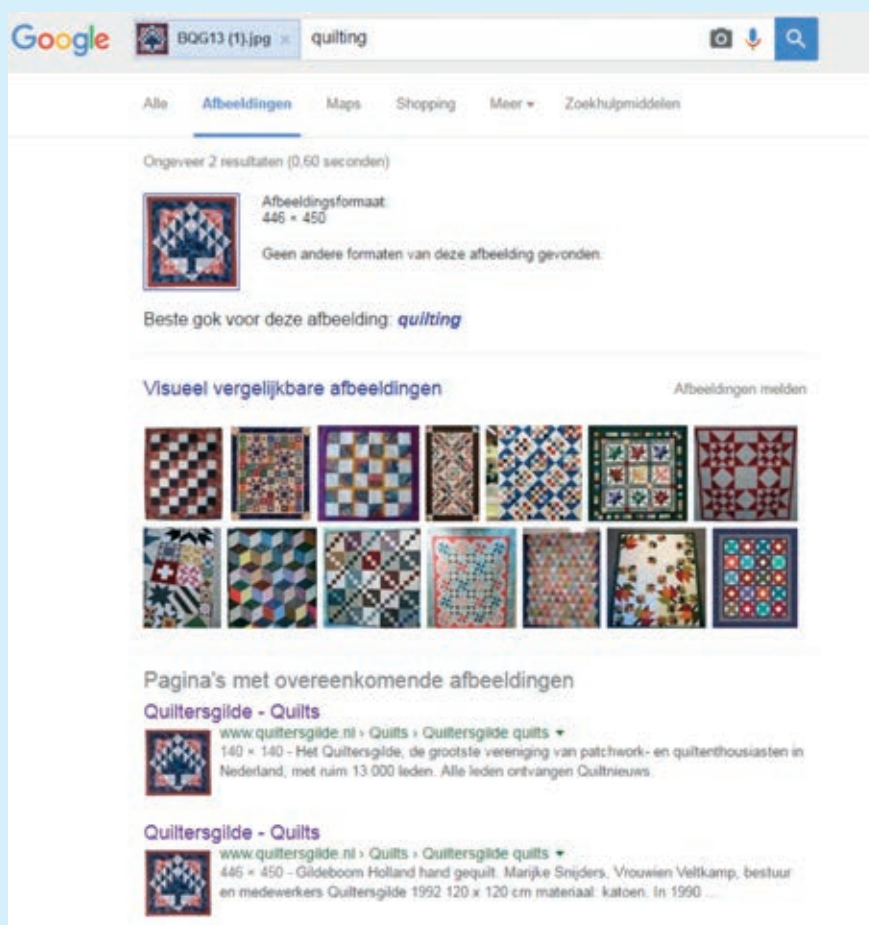 Google BQG13 (1).jpg × quilting
Alle Afbeeldingen Maps Shopping Meer Zoekhulpmiddelen
Ongeveer 2 resultaten (0,60 seconden)
Afbeeldingsformaat:
446 × 450
Geen andere formaten van deze afbeelding gevonden.
Beste gok voor deze afbeelding: quilting
Visueel vergelijkbare afbeeldingen Afbeeldingen melden
Pagina's met overeenkomende afbeeldingen
Quiltersgilde - Quilts
www.quiltersgilde.nl › Quilts › Quiltersgilde quilts
140 × 140 - Het Quiltersgilde, de grootste vereniging van patchwork- en quiltenthousiasten in
Nederland, met ruim 13 000 leden. Alle leden ontvangen Quiltnieuws.
Quiltersgilde - Quilts
www.quiltersgilde.nl › Quilts › Quiltersgilde quilts
446 × 450 - Gildeboom Holland hand gequilt. Marijke Snijders, Vrouwien Veltkamp, bestuur
en medewerkers Quiltersgilde 1992 120 x 120 cm materiaal: katoen. In 1990 ...